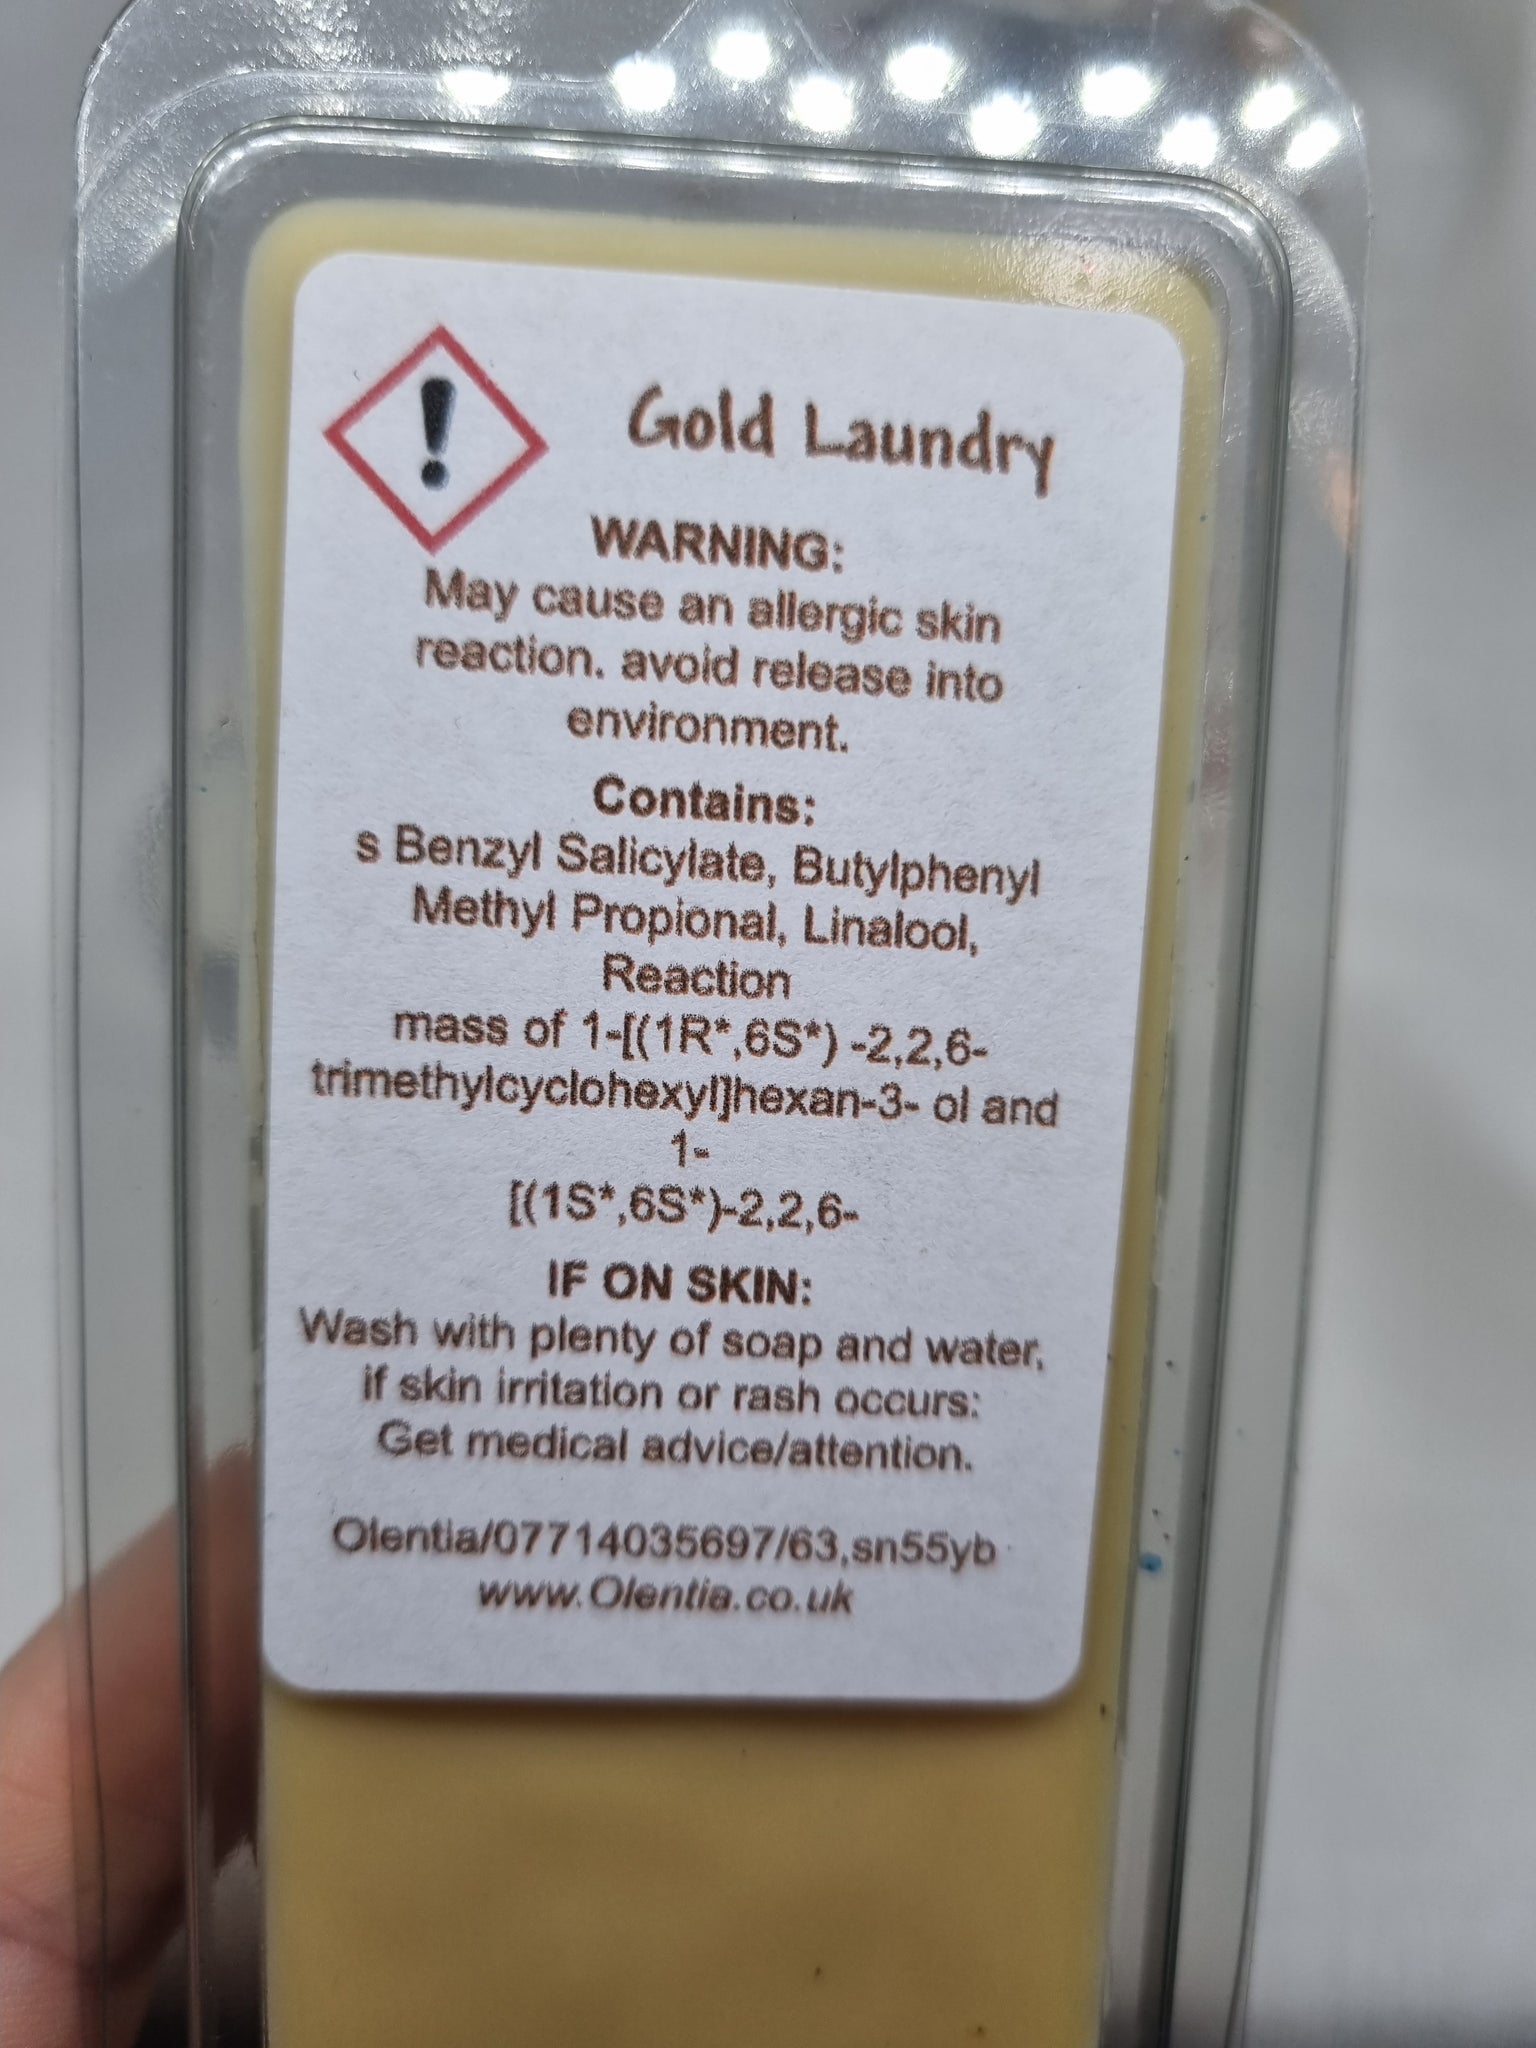 Gold Laundry
WARNING:
May cause an allergic skin
reaction. avoid release into
environment.
Contains:
s Benzyl Salicylate, Butylphenyl
Methyl Propional, Linalool,
Reaction
mass of 1-[(1R*,6S*) -2,2,6-
trimethylcyclohexyl]hexan-3- ol and
1-
[(1S*,6S*)-2,2,6-
IF ON SKIN:
Wash with plenty of soap and water,
if skin irritation or rash occurs:
Get medical advice/attention.
Olentia/07714035697/63,sn55yb
www.Olentia.co.uk